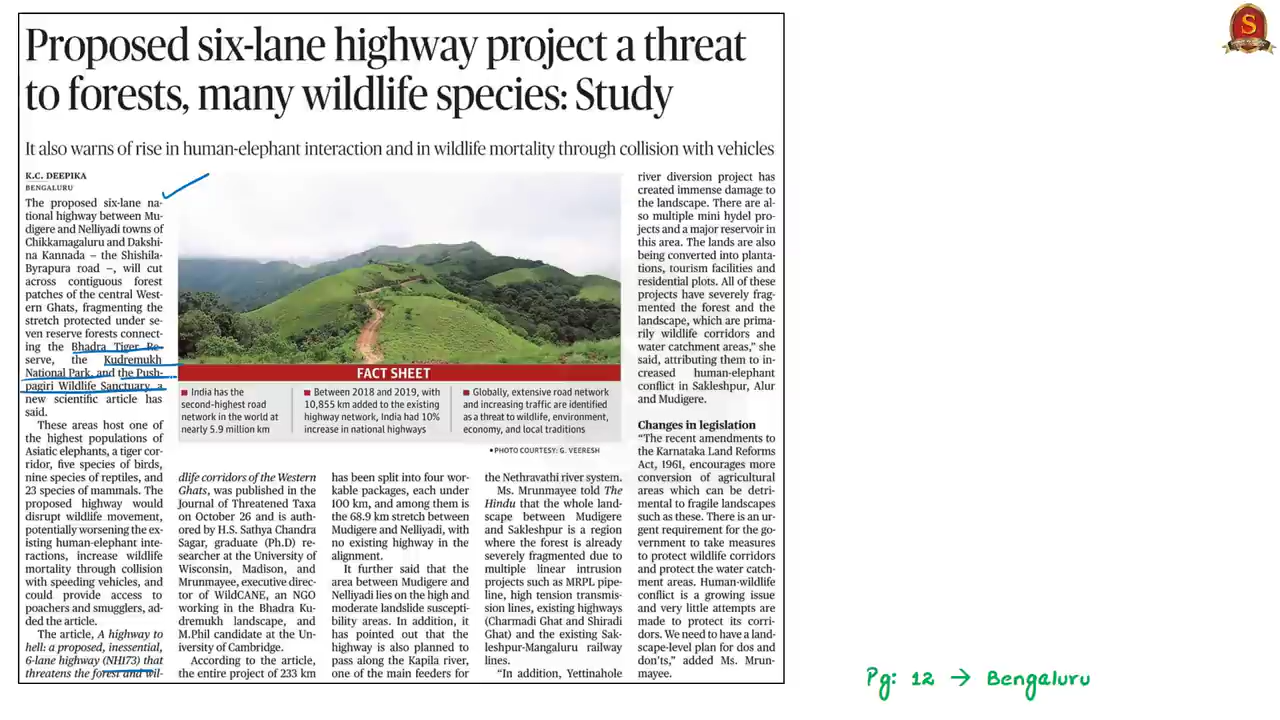 Proposed six-lane highway project a threat
to forests, many wildlife species: Study
It also warns of rise in human-elephant interaction and in wildlife mortality through collision with vehicles
K.C. DEEPIKA
BENGALURU
The proposed six-lane na-
tional highway between Mu-
digere and Nelliyadi towns of
Chikkamagaluru and Dakshi-
na Kannada – the Shishila-
Byrapura road –, will cut
across contiguous forest
patches of the central West-
ern Ghats, fragmenting the
stretch protected under se-
ven reserve forests connect-
ing the Bhadra Tiger Re-
serve, the Kudremukh
National Park, and the Push-
pagiri Wildlife Sanctuary, a
new scientific article has
said.
These areas host one of
the highest populations of
Asiatic elephants, a tiger cor-
ridor, five species of birds,
nine species of reptiles, and
23 species of mammals. The
proposed highway would
disrupt wildlife movement,
potentially worsening the ex-
isting human-elephant inte-
ractions, increase wildlife
mortality through collision
with speeding vehicles, and
could provide access to
poachers and smugglers, ad-
ded the article.
The article, A highway to
hell: a proposed, inessential,
6-lane highway (NH173) that
threatens the forest and wil-
FACT SHEET
■ India has the
second-highest road
network in the world at
nearly 5.9 million km
■ Between 2018 and 2019, with
10,855 km added to the existing
highway network, India had 10%
increase in national highways
■ Globally, extensive road network
and increasing traffic are identified
as a threat to wildlife, environment,
economy, and local traditions
• PHOTO COURTESY: G. VEERESH
dlife corridors of the Western
Ghats, was published in the
Journal of Threatened Taxa
on October 26 and is auth-
ored by H.S. Sathya Chandra
Sagar, graduate (Ph.D) re-
searcher at the University of
Wisconsin, Madison, and
Mrunmayee, executive direc-
tor of WildCANE, an NGO
working in the Bhadra Ku-
dremukh landscape, and
M.Phil candidate at the Un-
iversity of Cambridge.
According to the article,
the entire project of 233 km
has been split into four wor-
kable packages, each under
100 km, and among them is
the 68.9 km stretch between
Mudigere and Nelliyadi, with
no existing highway in the
alignment.
It further said that the
area between Mudigere and
Nelliyadi lies on the high and
moderate landslide suscepti-
bility areas. In addition, it
has pointed out that the
highway is also planned to
pass along the Kapila river,
one of the main feeders for
the Nethravathi river system.
Ms. Mrunmayee told The
Hindu that the whole land-
scape between Mudigere and
Sakleshpur is a region
where the forest is already
severely fragmented due to
multiple linear intrusion
projects such as MRPL pipe-
line, high tension transmis-
sion lines, existing highways
(Charmadi Ghat and Shiradi
Ghat) and the existing Sak-
leshpur-Mangaluru railway
lines.
“In addition, Yettinahole
river diversion project has
created immense damage to
the landscape. There are al-
so multiple mini hydel pro-
jects and a major reservoir in
this area. The lands are also
being converted into planta-
tions, tourism facilities and
residential plots. All of these
projects have severely frag-
mented the forest and the
landscape, which are prima-
rily wildlife corridors and
water catchment areas,” she
said, attributing them to in-
creased human-elephant
conflict in Sakleshpur, Alur
and Mudigere.
Changes in legislation
“The recent amendments to
the Karnataka Land Reforms
Act, 1961, encourages more
conversion of agricultural
areas which can be detri-
mental to fragile landscapes
such as these. There is an ur-
gent requirement for the go-
vernment to take measures
to protect wildlife corridors
and protect the water catch-
ment areas. Human-wildlife
conflict is a growing issue
and very little attempts are
made to protect its corri-
dors. We need to have a land-
scape-level plan for dos and
don'ts,” added Ms. Mrun-
mayee.
S
Pg: 12 → Bengaluru